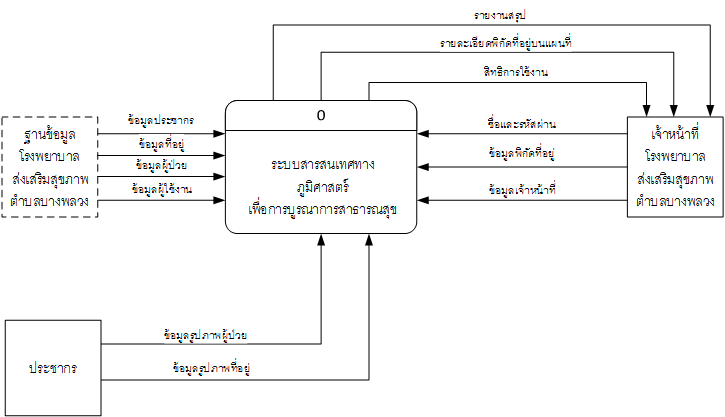 รายงานสรุป
รายละเอียดพิกัดที่อยู่บนแผนที่
สิทธิการใช้งาน
0
ระบบสารสนเทศทาง
ภูมิศาสตร์
เพื่อการบูรณาการสาธารณสุข
ฐานข้อมูล
โรงพยาบาล
ส่งเสริมสุขภาพ
ตำบลบางพลวง
ข้อมูลประชากร
ข้อมูลที่อยู่
ข้อมูลผู้ป่วย
ข้อมูลผู้ใช้งาน
ชื่อและรหัสผ่าน
ข้อมูลพิกัดที่อยู่
ข้อมูลเจ้าหน้าที่
เจ้าหน้าที่
โรงพยาบาล
ส่งเสริมสุขภาพ
ตำบลบางพลวง
ประชากร
ข้อมูลรูปภาพผู้ป่วย
ข้อมูลรูปภาพที่อยู่